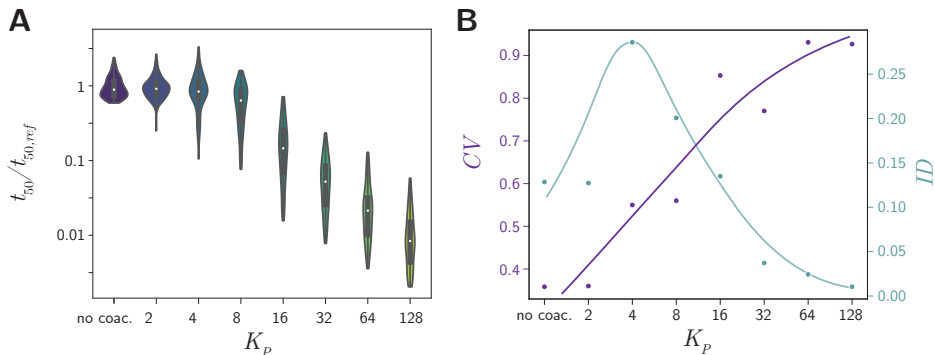 A
B
t₅₀/t₅₀,ref
1
0.1
0.01
no coac. 2 4 8 16 32 64 128
K_P
CV
0.9
0.8
0.7
0.6
0.5
0.4
ID
0.25
0.20
0.15
0.10
0.05
0.00
no coac. 2 4 8 16 32 64 128
K_P